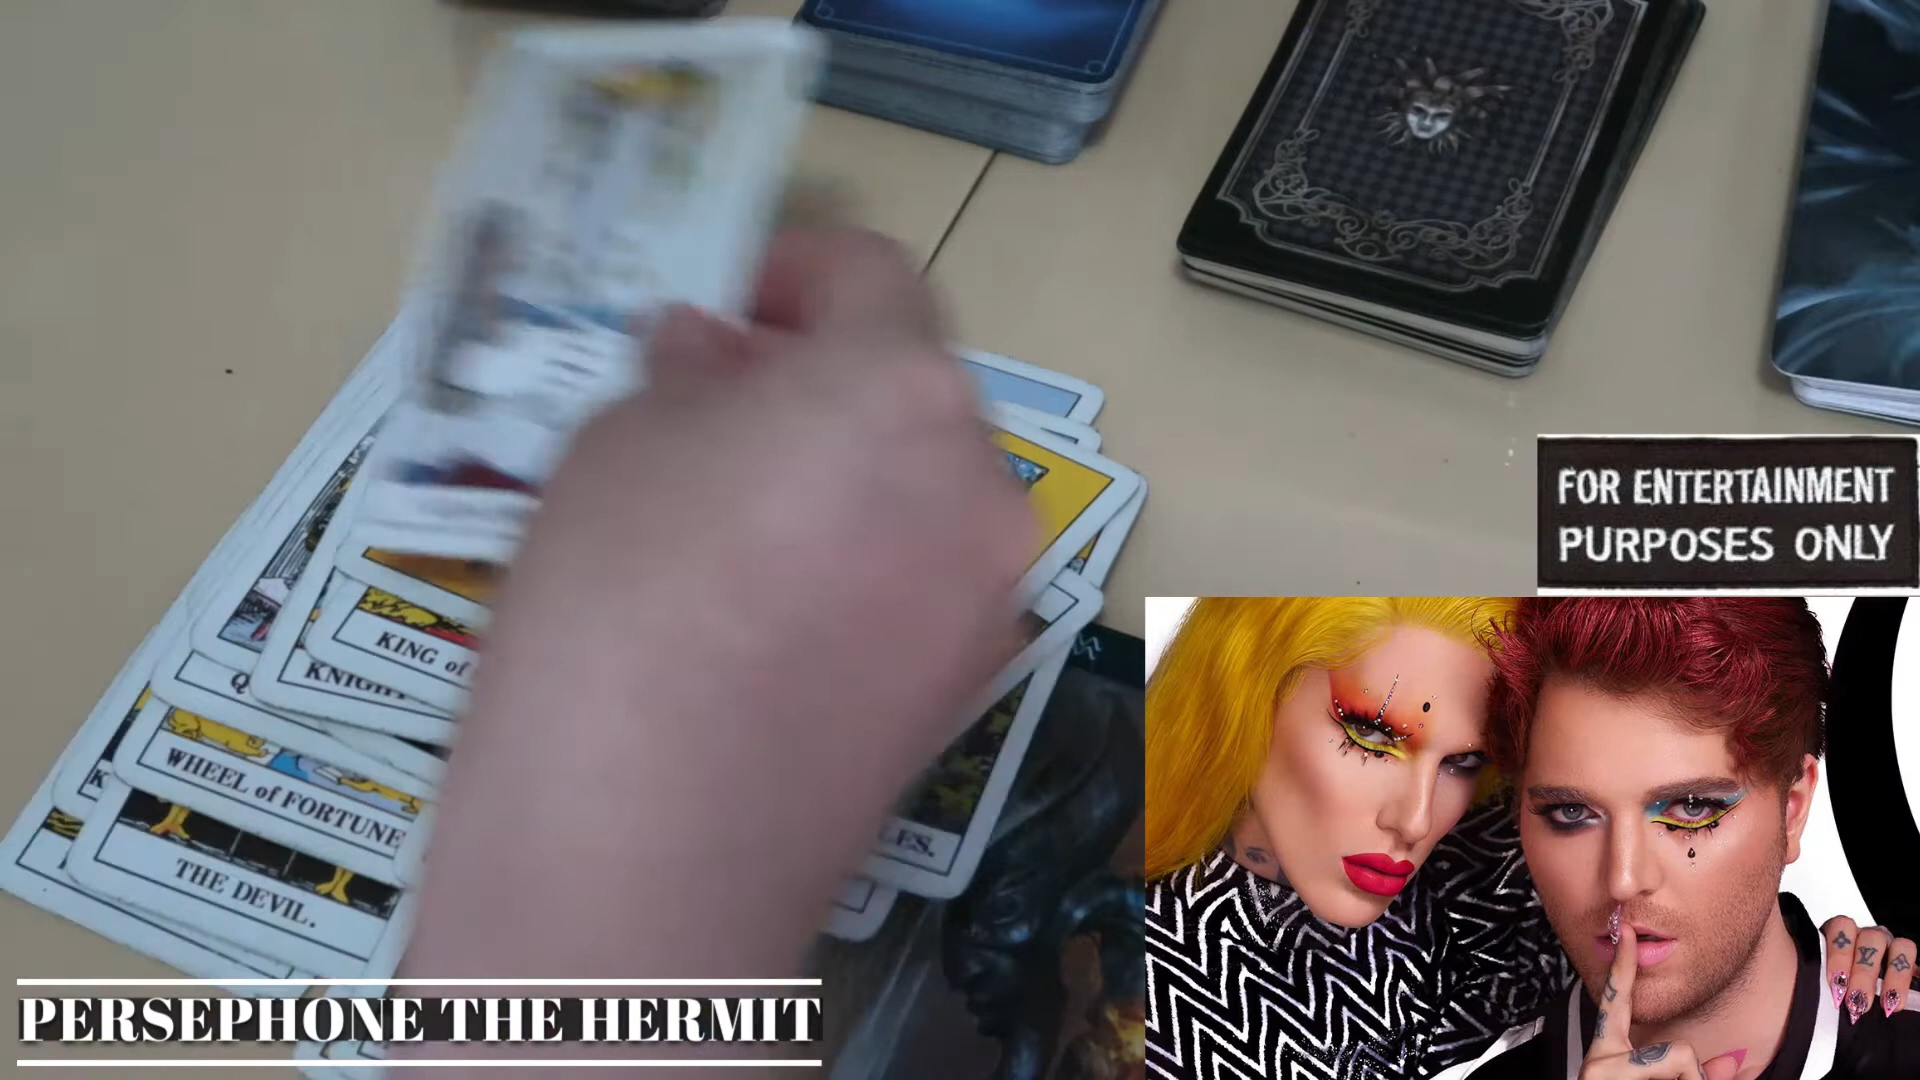 FOR ENTERTAINMENT
PURPOSES ONLY
KING of
KNIGHT
WHEEL of FORTUNE
THE DEVIL.
PERSEPHONE THE HERMIT